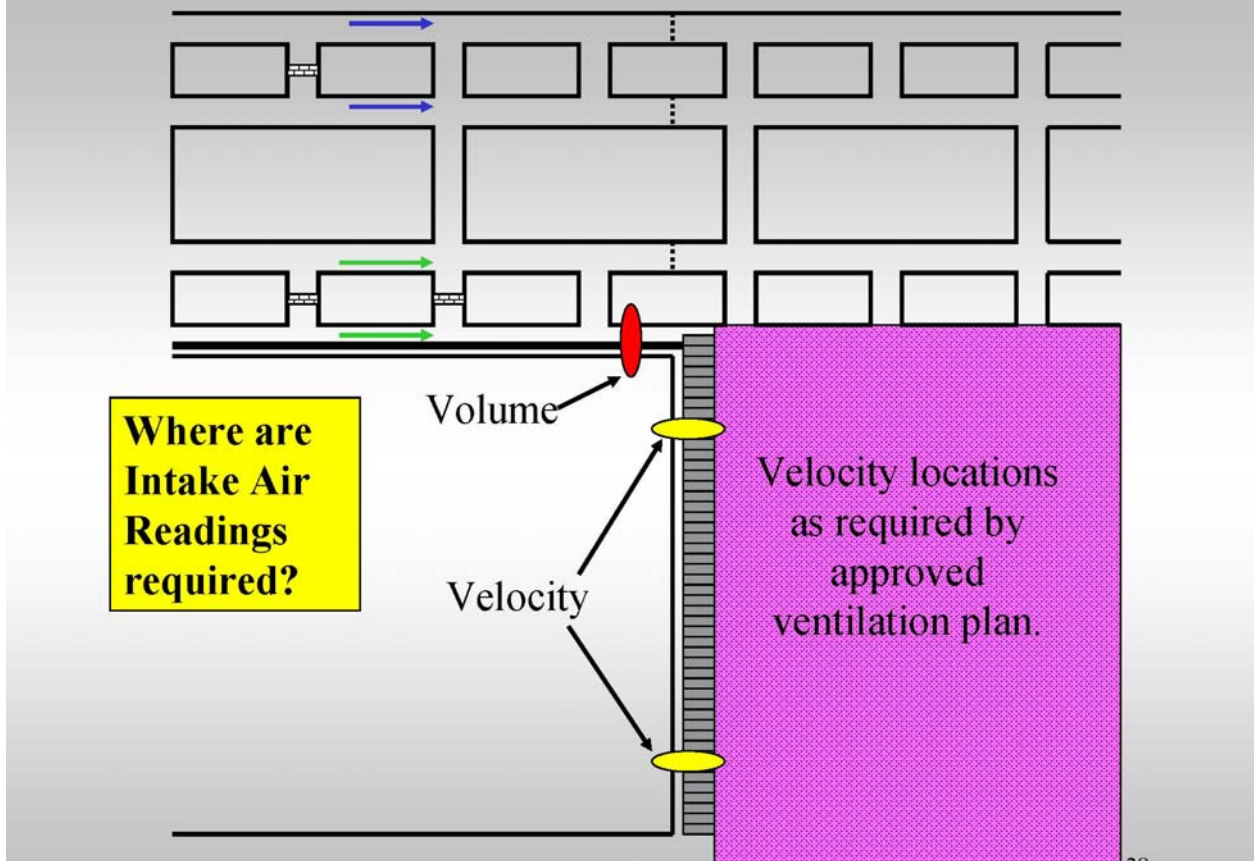 Volume
Where are
Intake Air
Readings
required?
Velocity
Velocity locations
as required by
approved
ventilation plan.